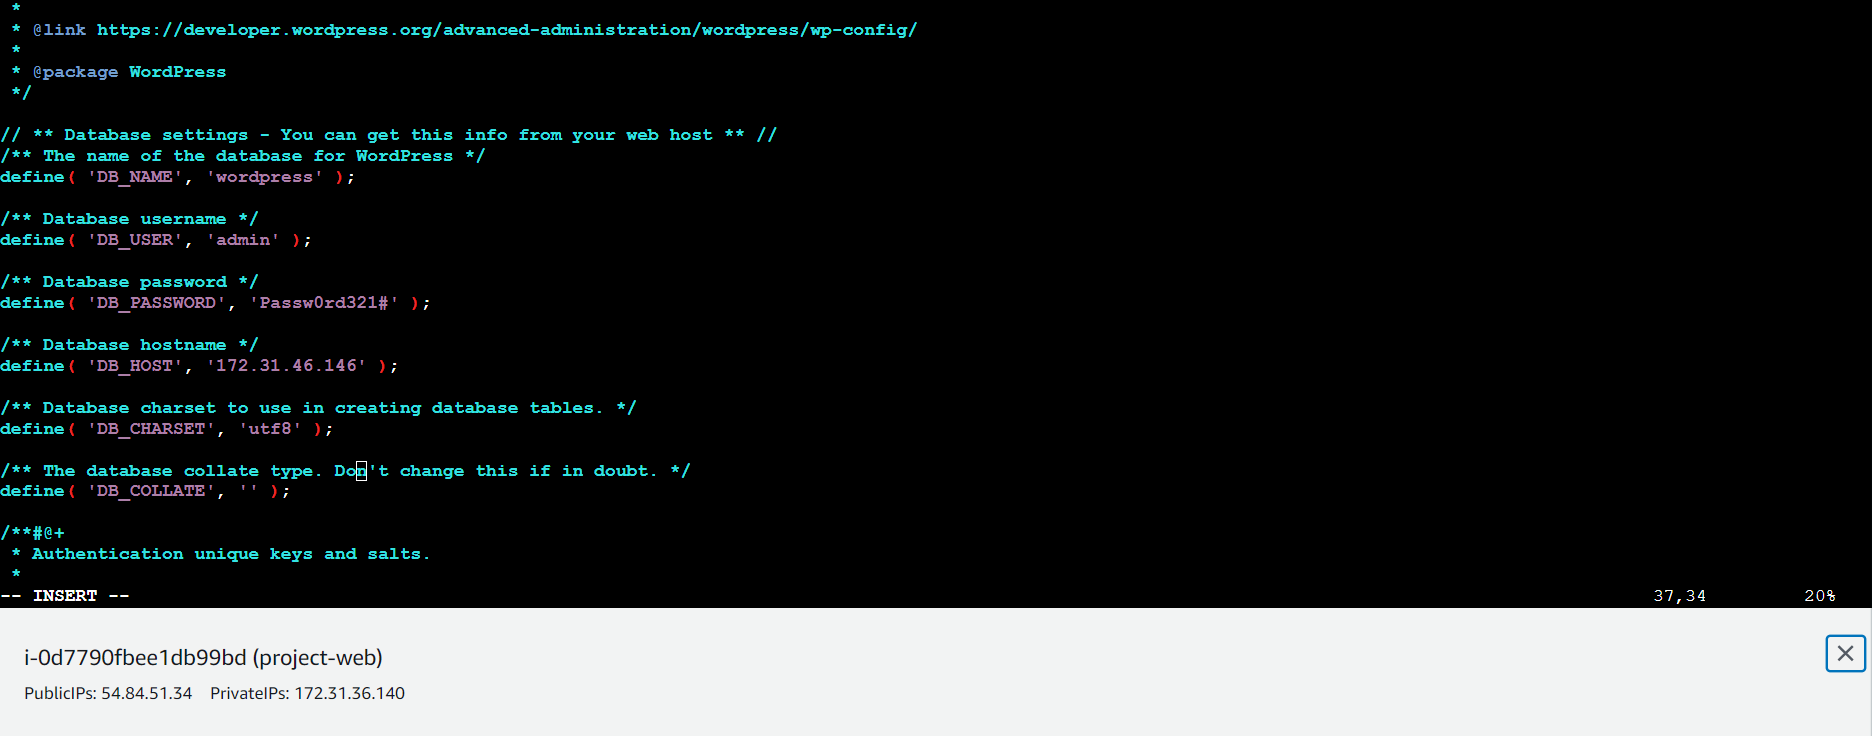 *
* @link https://developer.wordpress.org/advanced-administration/wordpress/wp-config/
*
* @package WordPress
*/
// ** Database settings - You can get this info from your web host ** //
/** The name of the database for WordPress */
define( 'DB_NAME', 'wordpress' );
/** Database username */
define( 'DB_USER', 'admin' );
/** Database password */
define( 'DB_PASSWORD', 'Passw0rd321#' );
/** Database hostname */
define( 'DB_HOST', '172.31.46.146' );
/** Database charset to use in creating database tables. */
define( 'DB_CHARSET', 'utf8' );
/** The database collate type. Don't change this if in doubt. */
define( 'DB_COLLATE', '' );
/**#@+
* Authentication unique keys and salts.
*
-- INSERT -- 37,34 20%
i-0d7790fbee1db99bd (project-web)
PublicIPs: 54.84.51.34 PrivateIPs: 172.31.36.140